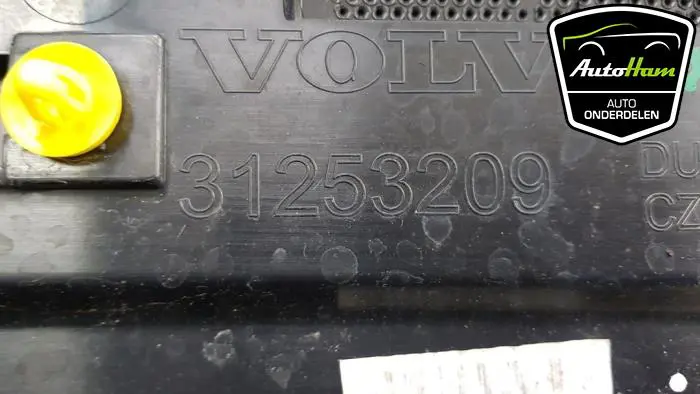 VOLV
AutoHam
AUTO
ONDERDELEN
31253209
DU
CZ